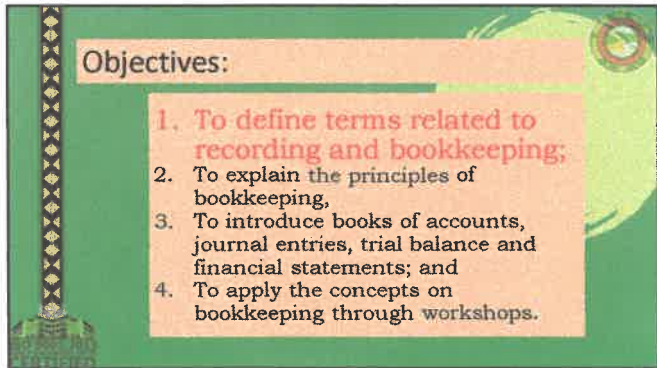 Objectives:
1. To define terms related to
recording and bookkeeping;
2. To explain the principles of
bookkeeping,
3. To introduce books of accounts,
journal entries, trial balance and
financial statements; and
4. To apply the concepts on
bookkeeping through workshops.
CERTIFIED